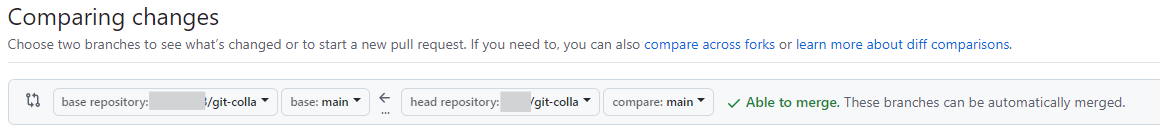 Comparing changes
Choose two branches to see what's changed or to start a new pull request. If you need to, you can also compare across forks or learn more about diff comparisons.
base repository: /git-colla base: main ← ... head repository: /git-colla compare: main ✓ Able to merge. These branches can be automatically merged.